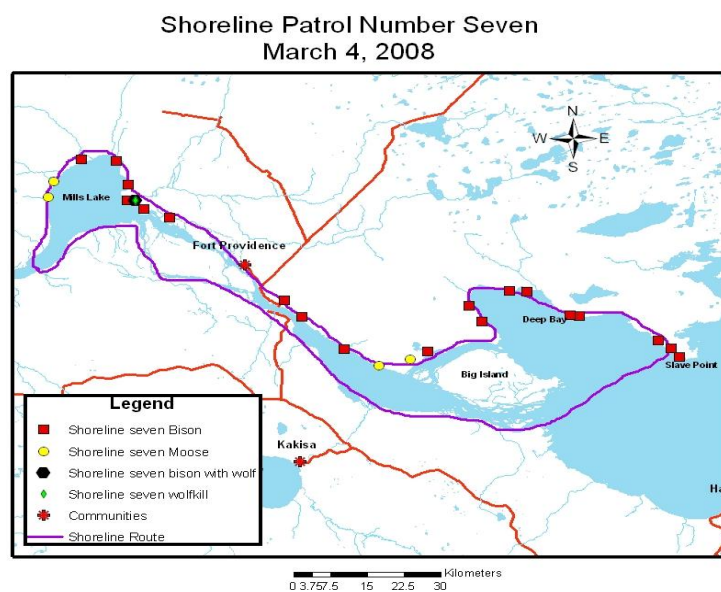 Shoreline Patrol Number Seven
March 4, 2008
N
W E
S
Mills Lake
Fort Providence
Deep Bay
Slave Point
Big Island
Kakisa
Ha
Legend
Shoreline seven Bison
Shoreline seven Moose
Shoreline seven bison with wolf
Shoreline seven wolfkill
Communities
Shoreline Route
Kilometers
0 3.757.5 15 22.5 30